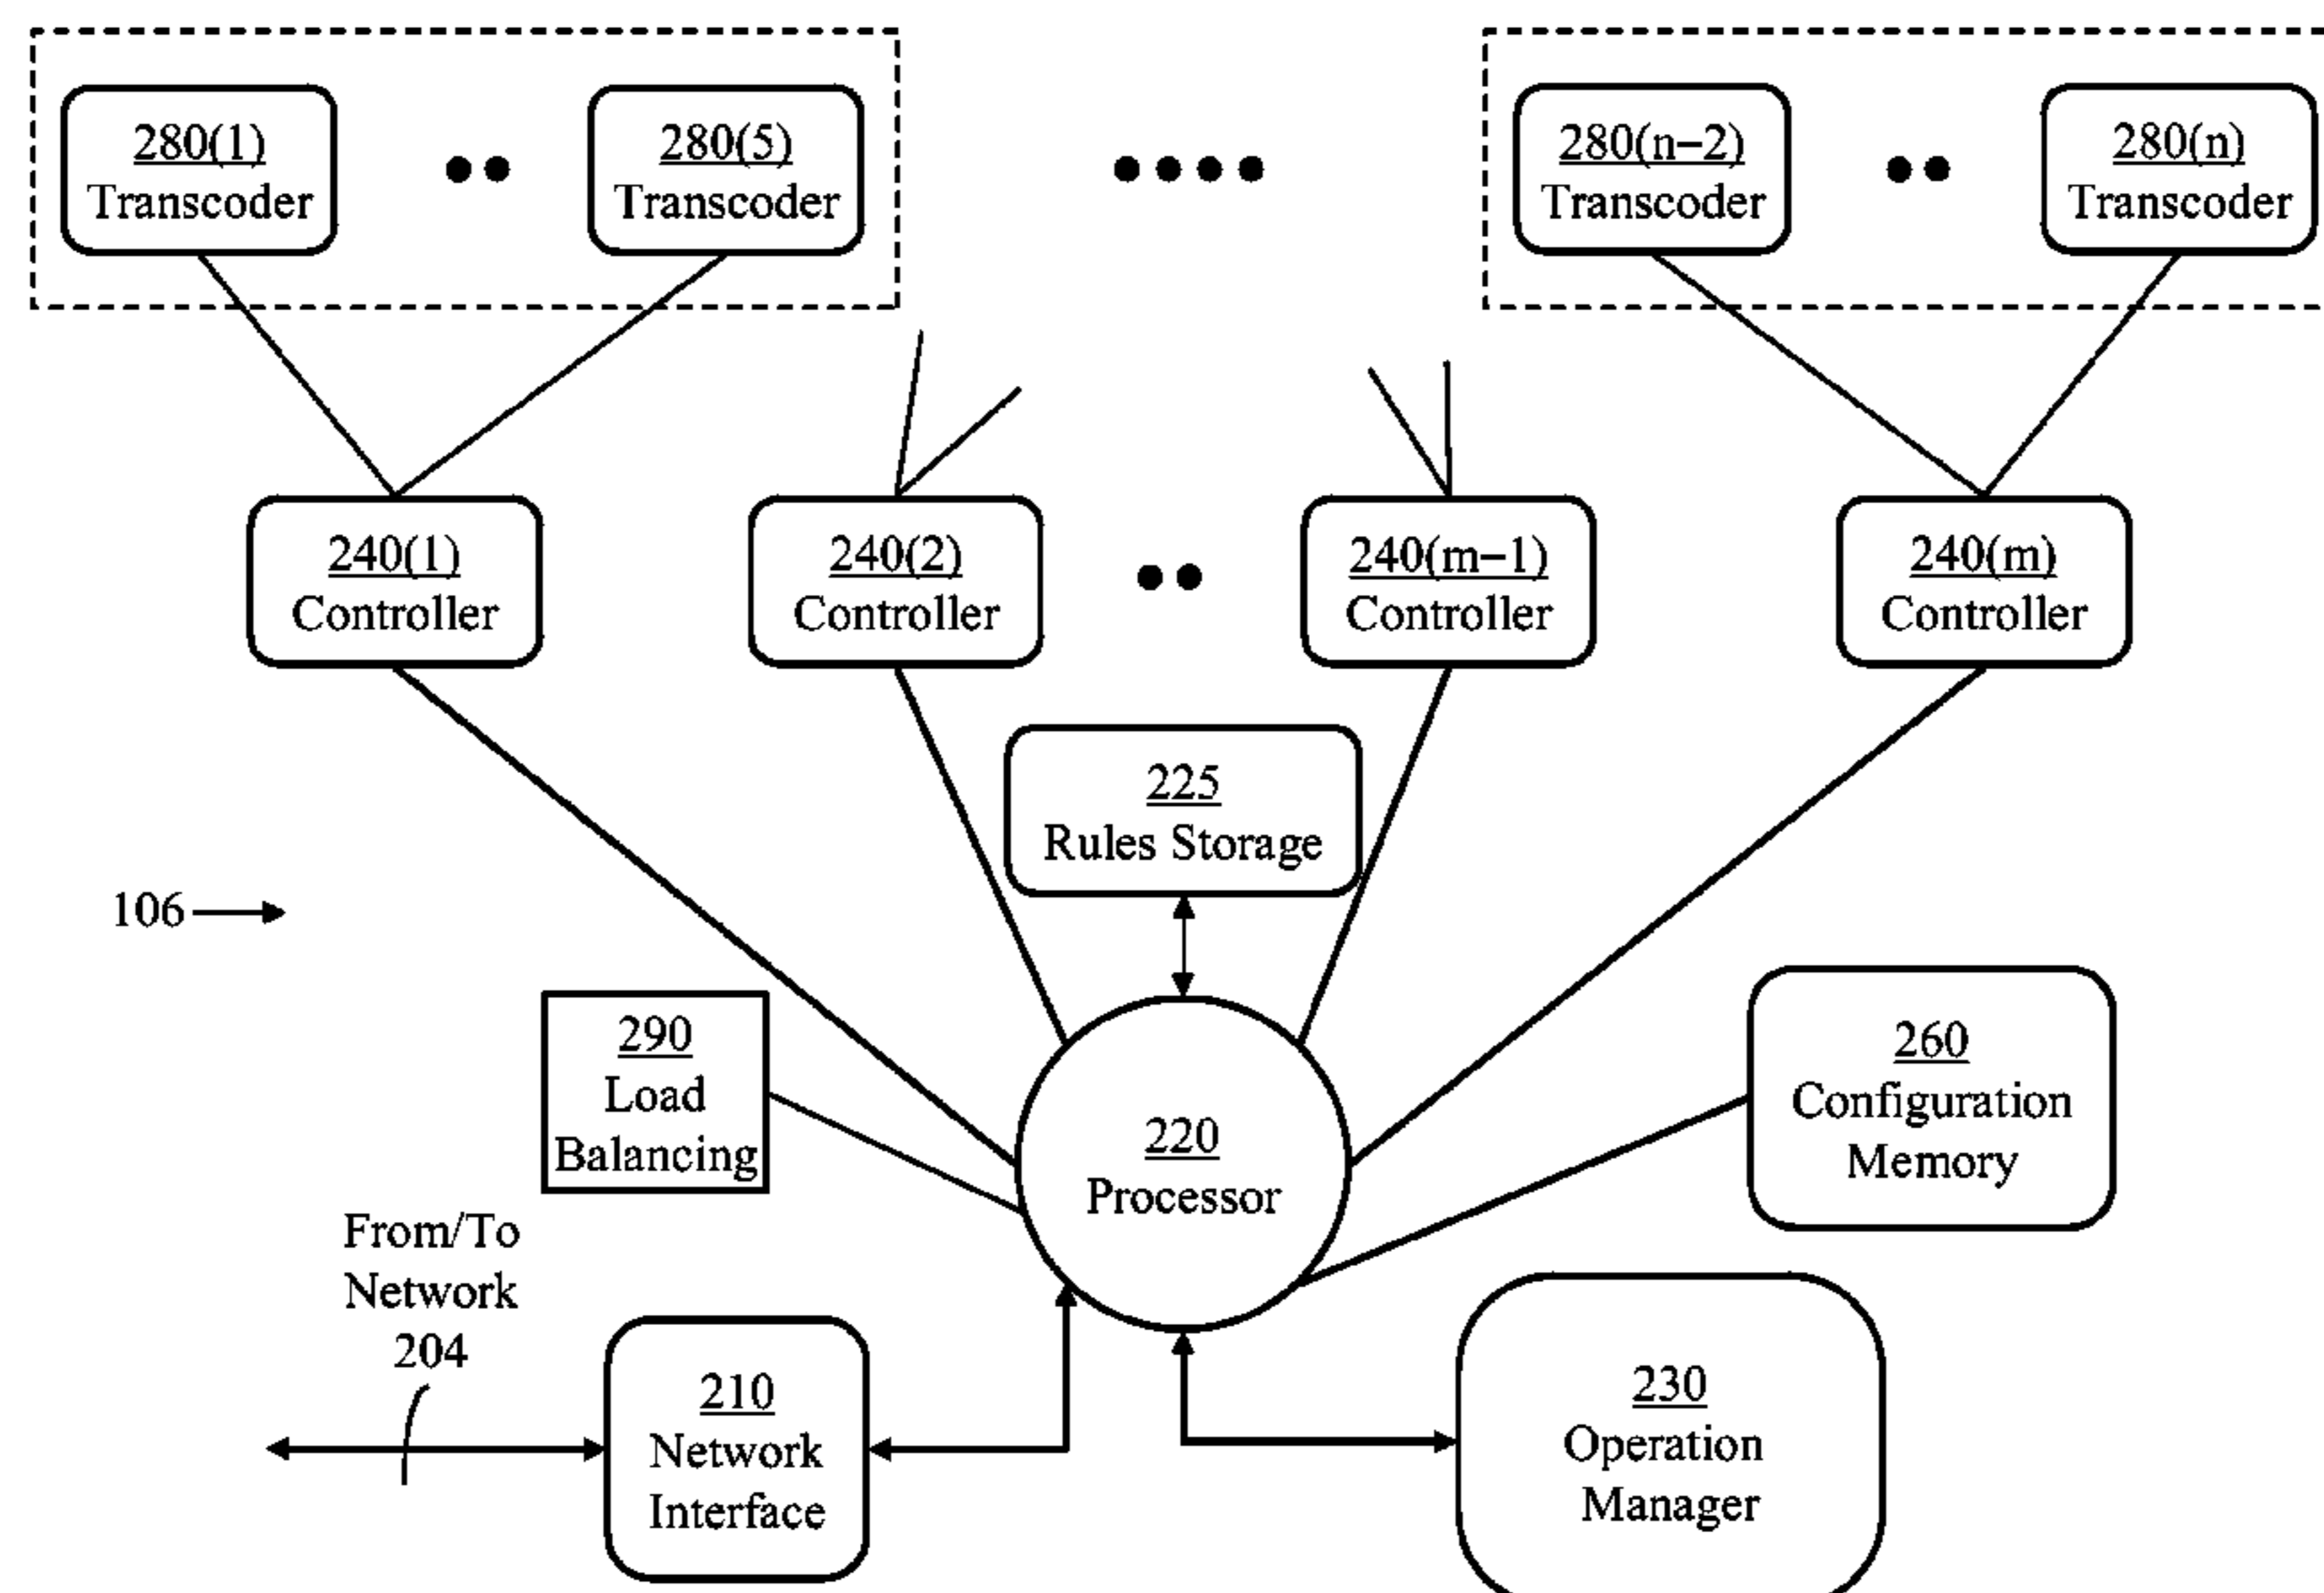 280(1)
Transcoder
280(5)
Transcoder
280(n−2)
Transcoder
280(n)
Transcoder
240(1)
Controller
240(2)
Controller
240(m−1)
Controller
240(m)
Controller
225
Rules Storage
106
290
Load
Balancing
220
Processor
260
Configuration
Memory
From/To
Network
204
210
Network
Interface
230
Operation
Manager